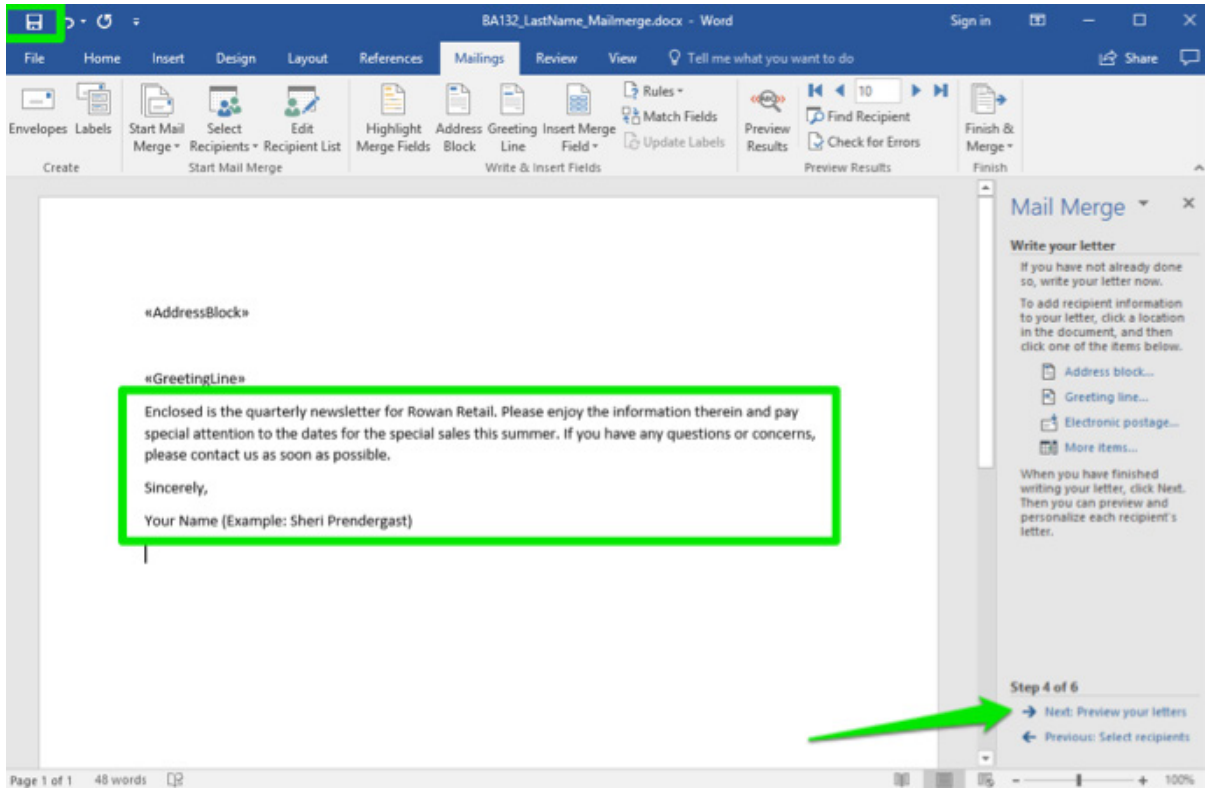 BA132_LastName_Mailmerge.docx - Word
Sign in
File Home Insert Design Layout References Mailings Review View Tell me what you want to do Share
Envelopes Labels
Create
Start Mail Merge
Select Recipients
Edit Recipient List
Start Mail Merge
Highlight Merge Fields
Address Block
Greeting Line
Insert Merge Field
Rules
Match Fields
Update Labels
Write & Insert Fields
ABC
Preview Results
10
Find Recipient
Check for Errors
Preview Results
Finish & Merge
Finish
«AddressBlock»
«GreetingLine»
Enclosed is the quarterly newsletter for Rowan Retail. Please enjoy the information therein and pay
special attention to the dates for the special sales this summer. If you have any questions or concerns,
please contact us as soon as possible.
Sincerely,
Your Name (Example: Sheri Prendergast)
Mail Merge
Write your letter
If you have not already done
so, write your letter now.
To add recipient information
to your letter, click a location
in the document, and then
click one of the items below.
Address block...
Greeting line...
Electronic postage...
More items...
When you have finished
writing your letter, click Next.
Then you can preview and
personalize each recipient's
letter.
Step 4 of 6
Next: Preview your letters
Previous: Select recipients
Page 1 of 1 48 words
- + 100%